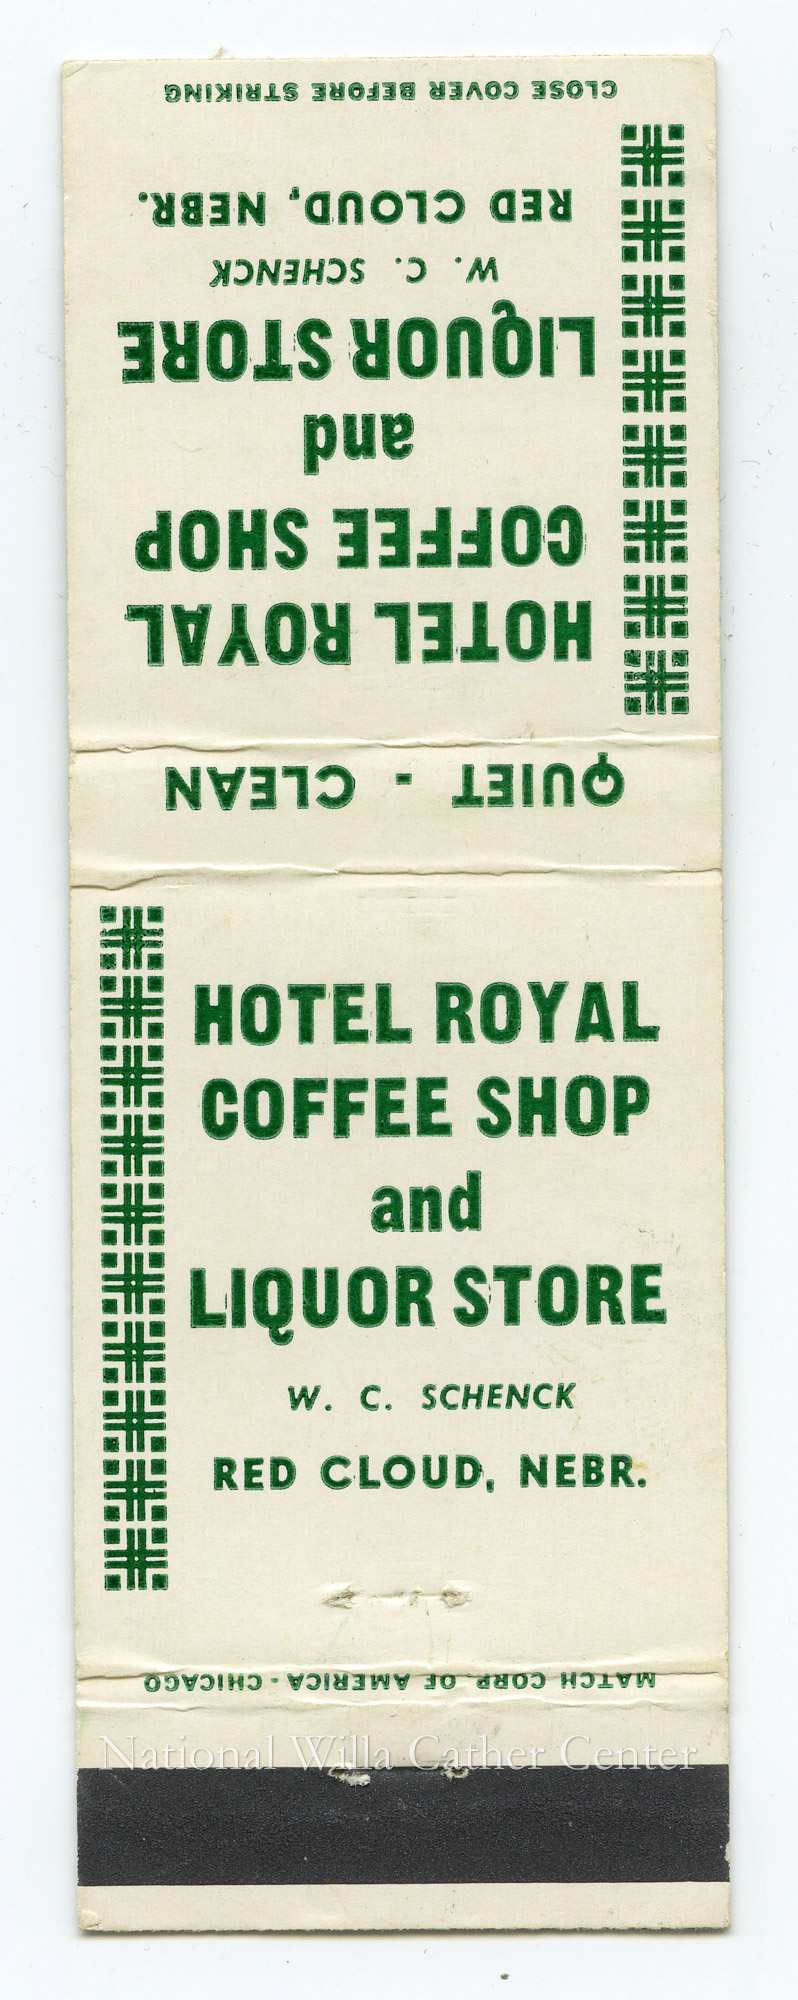 CLOSE COVER BEFORE STRIKING
HOTEL ROYAL
COFFEE SHOP
and
LIQUOR STORE
W. C. SCHENCK
RED CLOUD, NEBR.
QUIET - CLEAN
HOTEL ROYAL
COFFEE SHOP
and
LIQUOR STORE
W. C. SCHENCK
RED CLOUD, NEBR.
MATCH CORP. OF AMERICA - CHICAGO
National Willa Cather Center